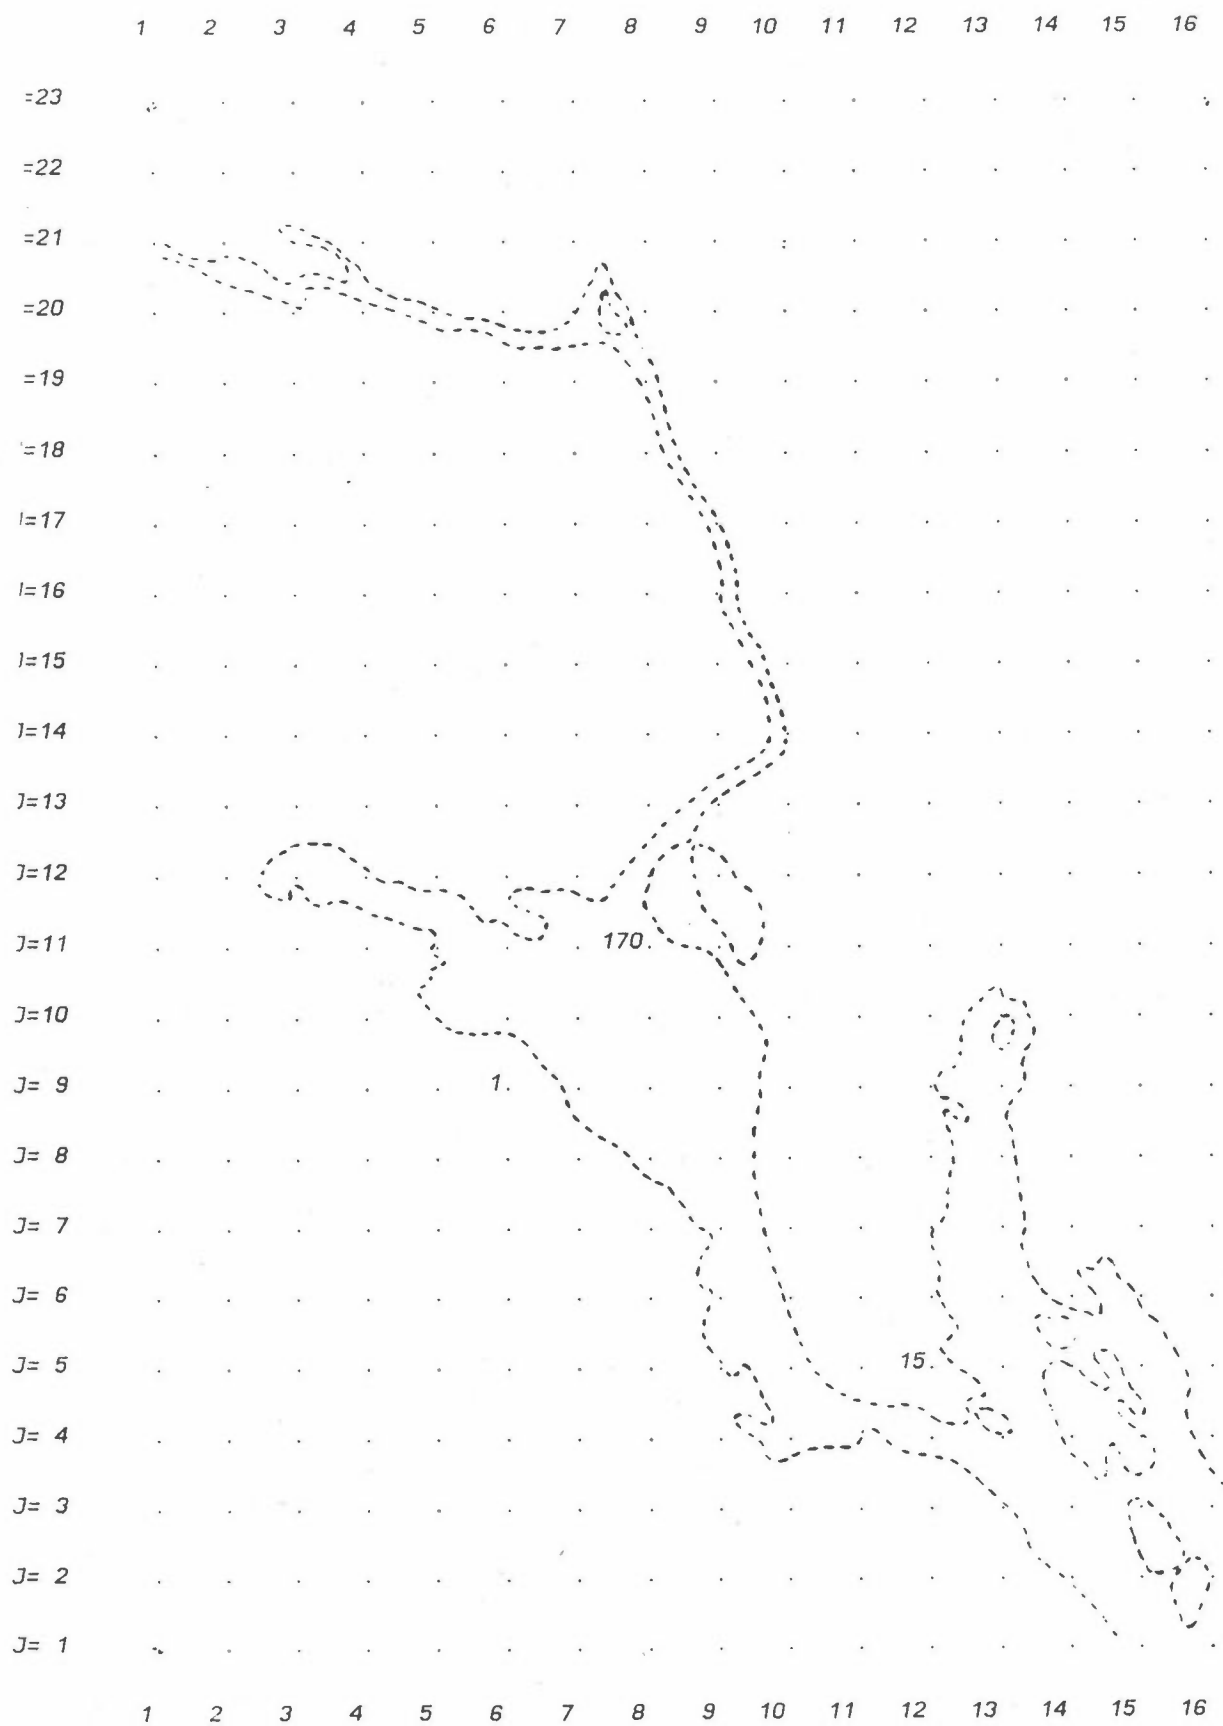 1 2 3 4 5 6 7 8 9 10 11 12 13 14 15 16
=23
=22
=21
=20
=19
=18
=17
=16
)=15
J=14
J=13
J=12
J=11 170.
J=10
J= 9 1.
J= 8
J= 7
J= 6
J= 5 15.
J= 4
J= 3
J= 2
J= 1
1 2 3 4 5 6 7 8 9 10 11 12 13 14 15 16